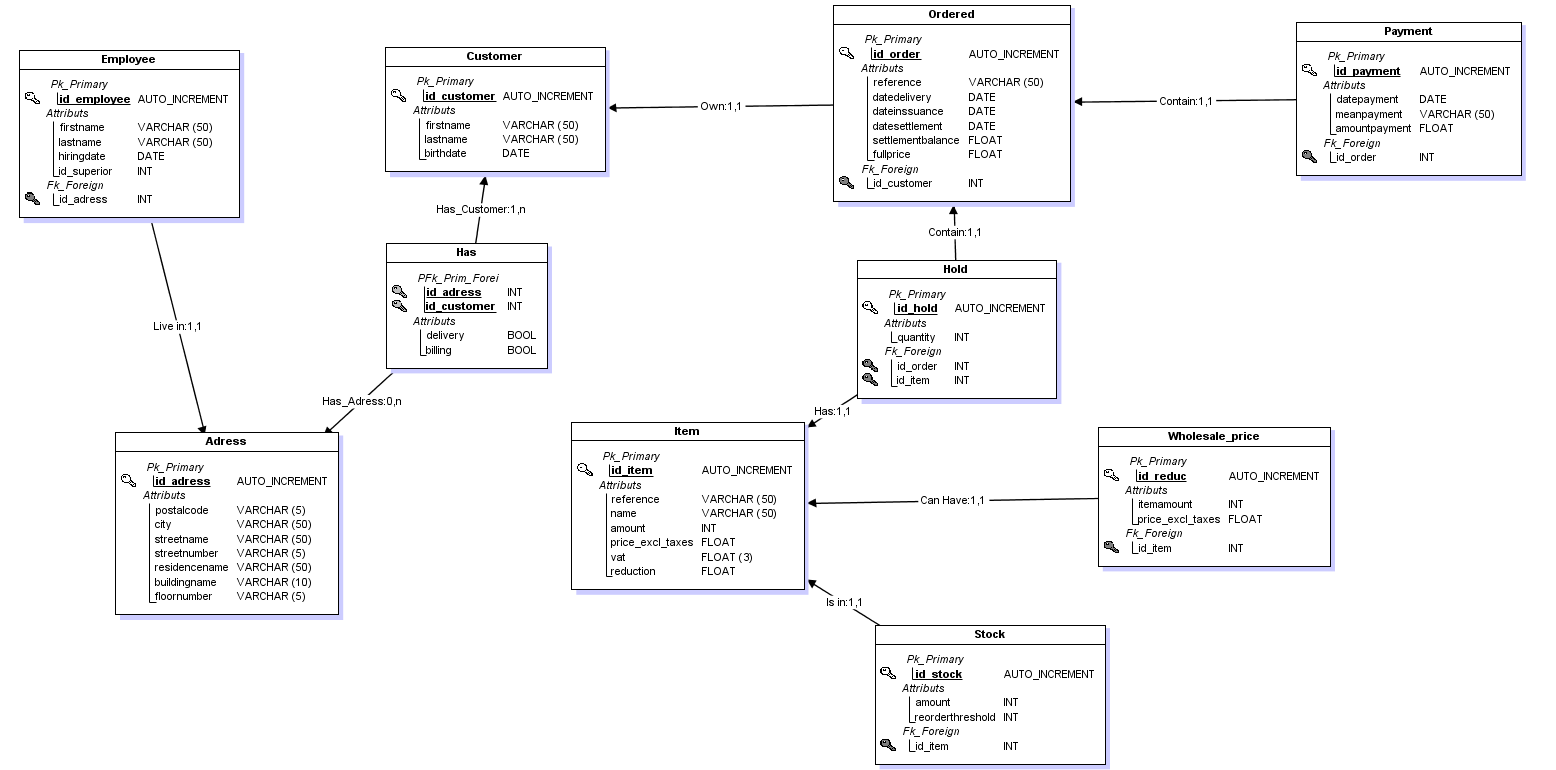 Employee
Pk_Primary
id_employee AUTO_INCREMENT
Attributs
firstname VARCHAR (50)
lastname VARCHAR (50)
hiringdate DATE
id_superior INT
Fk_Foreign
id_adress INT
Customer
Pk_Primary
id_customer AUTO_INCREMENT
Attributs
firstname VARCHAR (50)
lastname VARCHAR (50)
birthdate DATE
Own:1,1
Ordered
Pk_Primary
id_order AUTO_INCREMENT
Attributs
reference VARCHAR (50)
datedelivery DATE
dateinssuance DATE
datesettlement DATE
settlementbalance FLOAT
fullprice FLOAT
Fk_Foreign
id_customer INT
Contain:1,1
Payment
Pk_Primary
id_payment AUTO_INCREMENT
Attributs
datepayment DATE
meanpayment VARCHAR (50)
amountpayment FLOAT
Fk_Foreign
id_order INT
Has_Customer:1,n
Contain:1,1
Has
PFk_Prim_Forei
id_adress INT
id_customer INT
Attributs
delivery BOOL
billing BOOL
Hold
Pk_Primary
id_hold AUTO_INCREMENT
Attributs
quantity INT
Fk_Foreign
id_order INT
id_item INT
Live in:1,1
Has_Adress:0,n
Has:1,1
Adress
Pk_Primary
id_adress AUTO_INCREMENT
Attributs
postalcode VARCHAR (5)
city VARCHAR (50)
streetname VARCHAR (50)
streetnumber VARCHAR (5)
residencename VARCHAR (50)
buildingname VARCHAR (10)
floornumber VARCHAR (5)
Item
Pk_Primary
id_item AUTO_INCREMENT
Attributs
reference VARCHAR (50)
name VARCHAR (50)
amount INT
price_excl_taxes FLOAT
vat FLOAT (3)
reduction FLOAT
Can Have:1,1
Wholesale_price
Pk_Primary
id_reduc AUTO_INCREMENT
Attributs
itemamount INT
price_excl_taxes FLOAT
Fk_Foreign
id_item INT
Is in:1,1
Stock
Pk_Primary
id_stock AUTO_INCREMENT
Attributs
amount INT
reorderthreshold INT
Fk_Foreign
id_item INT